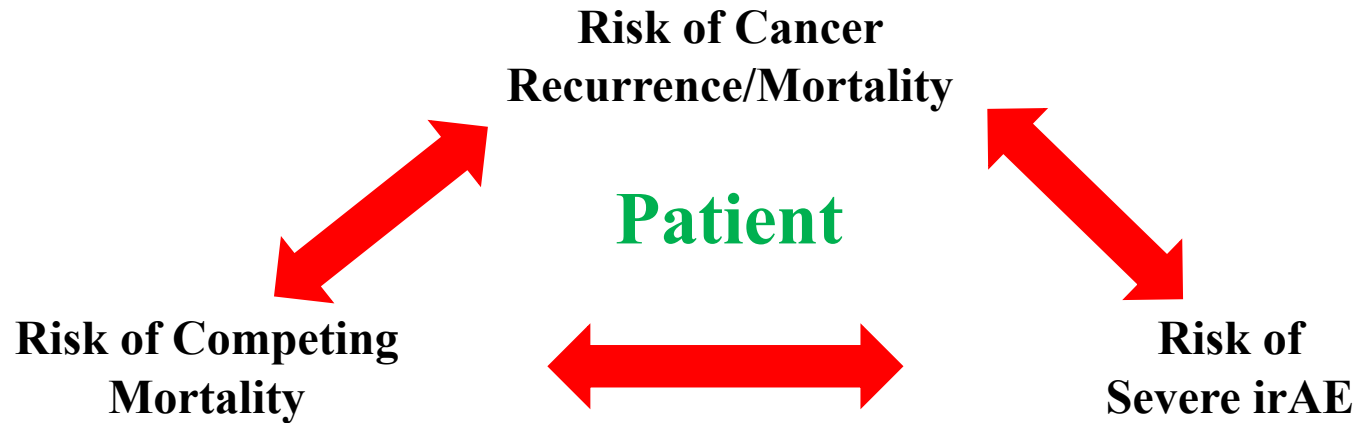 Risk of Cancer
Recurrence/Mortality
Patient
Risk of Competing
Mortality
Risk of
Severe irAE